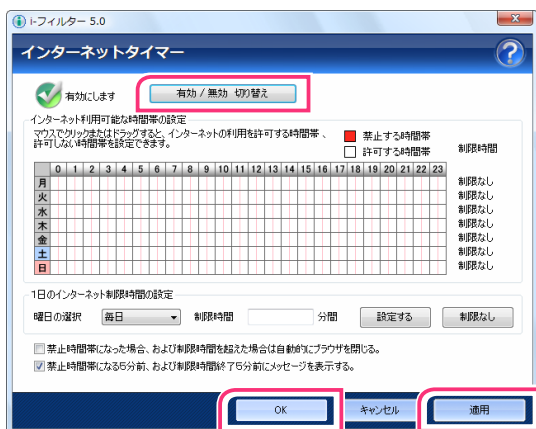 i-フィルター 5.0
インターネットタイマー
?
有効にします
有効 / 無効 切り替え
インターネット利用可能な時間帯の設定
マウスでクリックまたはドラッグすると、インターネットの利用を許可する時間帯、
許可しない時間帯を設定できます。
禁止する時間帯
許可する時間帯
制限時間
0 1 2 3 4 5 6 7 8 9 10 11 12 13 14 15 16 17 18 19 20 21 22 23
月 制限なし
火 制限なし
水 制限なし
木 制限なし
金 制限なし
土 制限なし
日 制限なし
1日のインターネット制限時間の設定
曜日の選択 毎日 制限時間 分間 設定する 制限なし
禁止時間帯になった場合、および制限時間を超えた場合は自動的にブラウザを閉じる。
禁止時間帯になる5分前、および制限時間終了5分前にメッセージを表示する。
OK キャンセル 適用